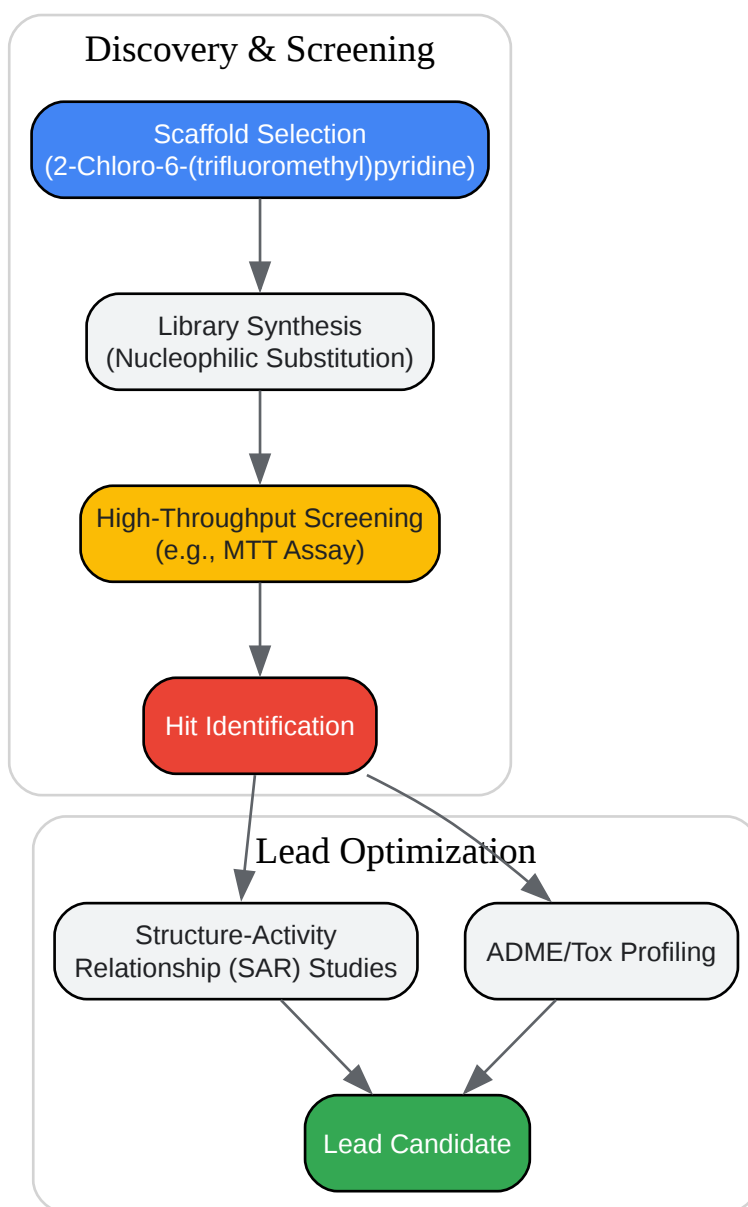 Discovery & Screening
Scaffold Selection
(2-Chloro-6-(trifluoromethyl)pyridine)
Library Synthesis
(Nucleophilic Substitution)
High-Throughput Screening
(e.g., MTT Assay)
Hit Identification
Lead Optimization
Structure-Activity
Relationship (SAR) Studies
ADME/Tox Profiling
Lead Candidate